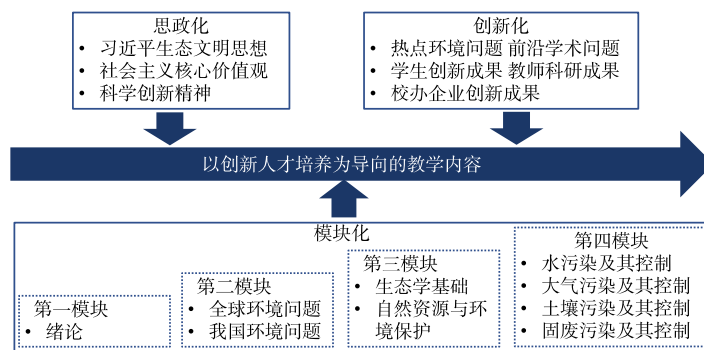 思政化
• 习近平生态文明思想
• 社会主义核心价值观
• 科学创新精神
创新化
• 热点环境问题 前沿学术问题
• 学生创新成果 教师科研成果
• 校办企业创新成果
以创新人才培养为导向的教学内容
模块化
第一模块
• 绪论
第二模块
• 全球环境问题
• 我国环境问题
第三模块
• 生态学基础
• 自然资源与环
境保护
第四模块
• 水污染及其控制
• 大气污染及其控制
• 土壤污染及其控制
• 固废污染及其控制